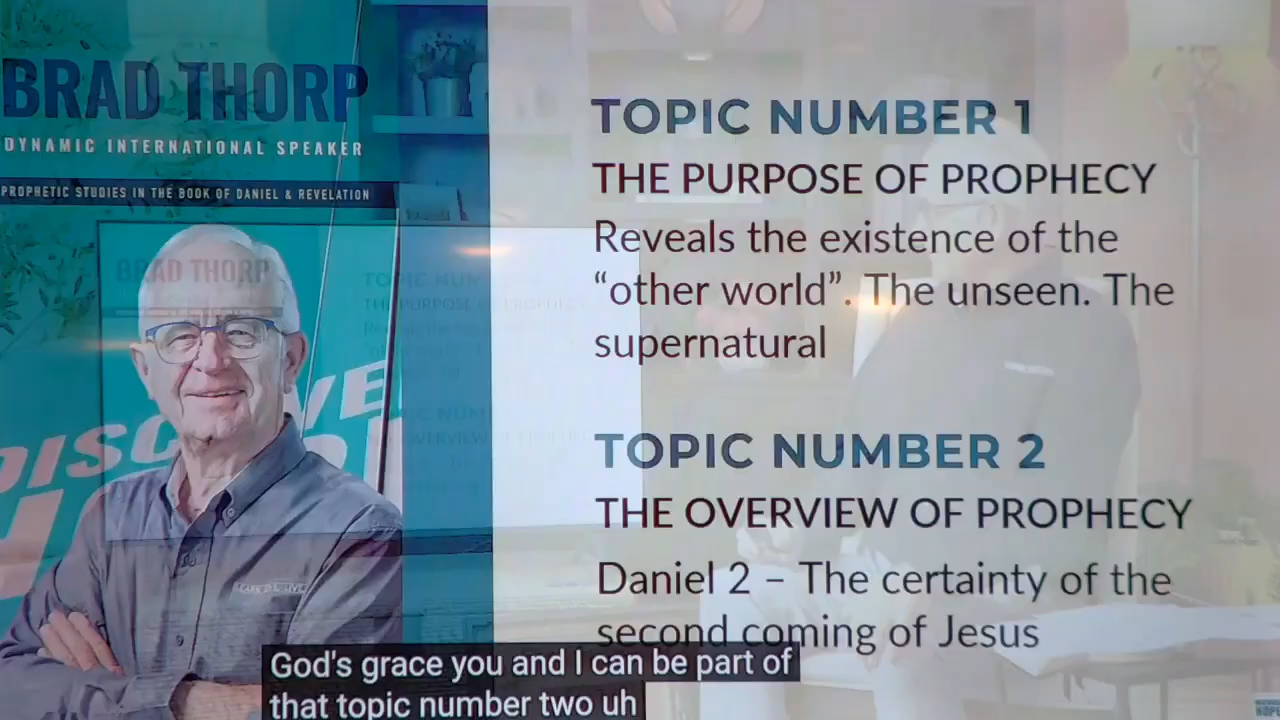 BRAD THORP
DYNAMIC INTERNATIONAL SPEAKER
PROPHETIC STUDIES IN THE BOOK OF DANIEL & REVELATION
BRAD THORP
TOPIC NUMBER 1
THE PURPOSE OF PROPHECY
Reveals the existence of the
“other world”. The unseen. The
supernatural
TOPIC NUMBER 2
THE OVERVIEW OF PROPHECY
Daniel 2 – The certainty of the
second coming of Jesus
God's grace you and I can be part of
that topic number two uh